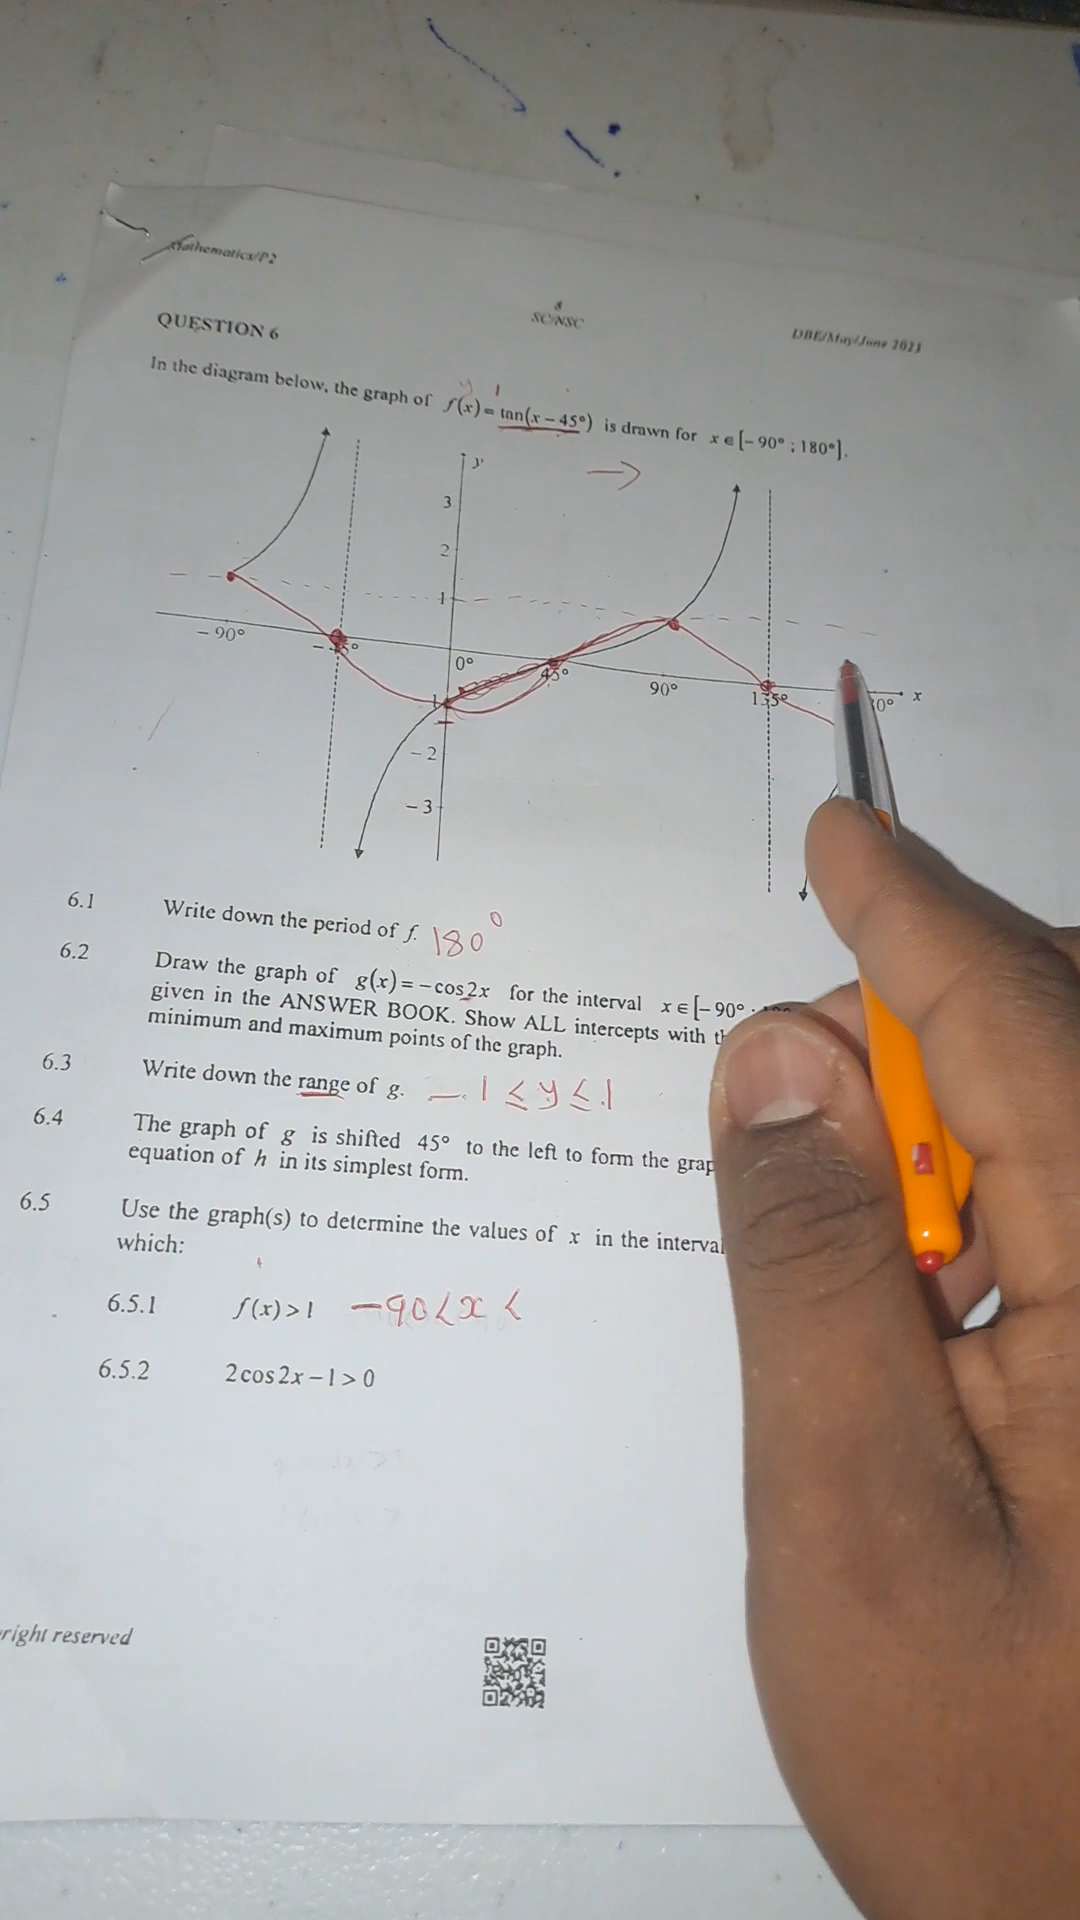 Mathematics/P2
8
SC/NSC
DBE/May/June 2023
QUESTION 6
In the diagram below, the graph of f(x) = tan(x – 45°) is drawn for x ∈ [– 90° ; 180°].
y
3
2
1
– 90°
0°
45°
90°
135°
x
– 2
– 3
6.1 Write down the period of f. 180°
6.2 Draw the graph of g(x) = – cos 2x for the interval x ∈ [– 90° ;
given in the ANSWER BOOK. Show ALL intercepts with
minimum and maximum points of the graph.
6.3 Write down the range of g. –1 ≤ y ≤ 1
6.4 The graph of g is shifted 45° to the left to form the
equation of h in its simplest form.
6.5 Use the graph(s) to determine the values of x in the
which:
6.5.1 f(x) > 1 –90 < x <
6.5.2 2 cos 2x – 1 > 0
right reserved